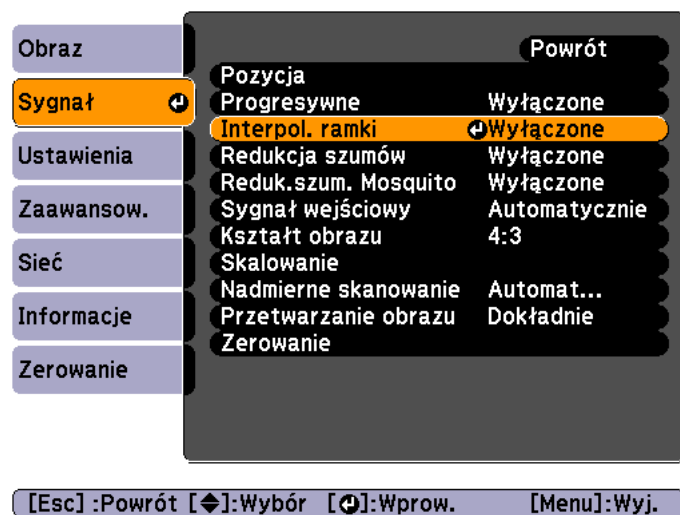 Obraz
Sygnał
Ustawienia
Zaawansow.
Sieć
Informacje
Zerowanie
Powrót
Pozycja
Progresywne Wyłączone
Interpol. ramki Wyłączone
Redukcja szumów Wyłączone
Reduk.szum. Mosquito Wyłączone
Sygnał wejściowy Automatycznie
Kształt obrazu 4:3
Skalowanie
Nadmierne skanowanie Automat...
Przetwarzanie obrazu Dokładnie
Zerowanie
[Esc] :Powrót [◆]:Wybór [⏎]:Wprow. [Menu]:Wyj.